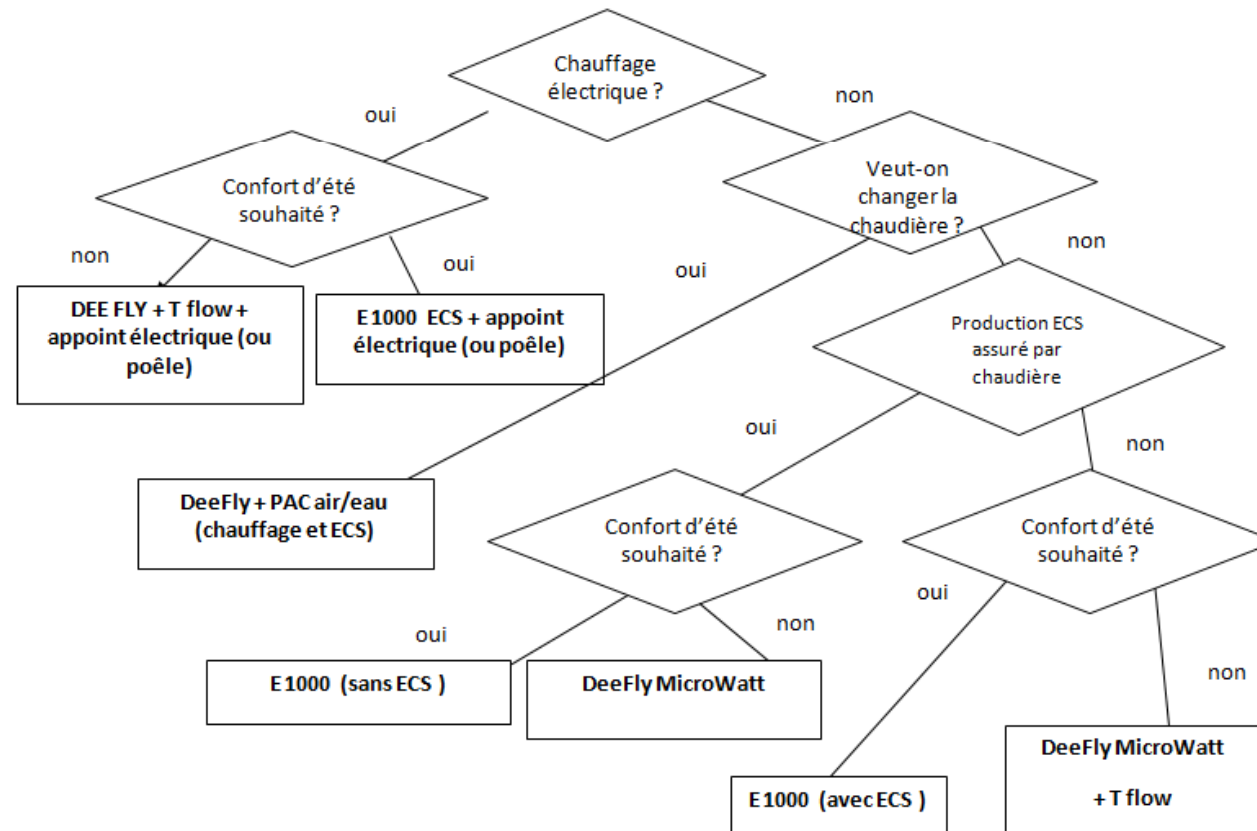 Chauffage
électrique ?
oui
non
Confort d'été
souhaité ?
Veut-on
changer la
chaudière ?
non
oui
oui
non
DEE FLY + T flow +
appoint électrique (ou
poêle)
E1000 ECS + appoint
électrique (ou poêle)
Production ECS
assuré par
chaudière
oui
non
DeeFly + PAC air/eau
(chauffage et ECS)
Confort d'été
souhaité ?
Confort d'été
souhaité ?
oui
non
oui
non
E1000 (sans ECS )
DeeFly MicroWatt
DeeFly MicroWatt
+ T flow
E1000 (avec ECS )